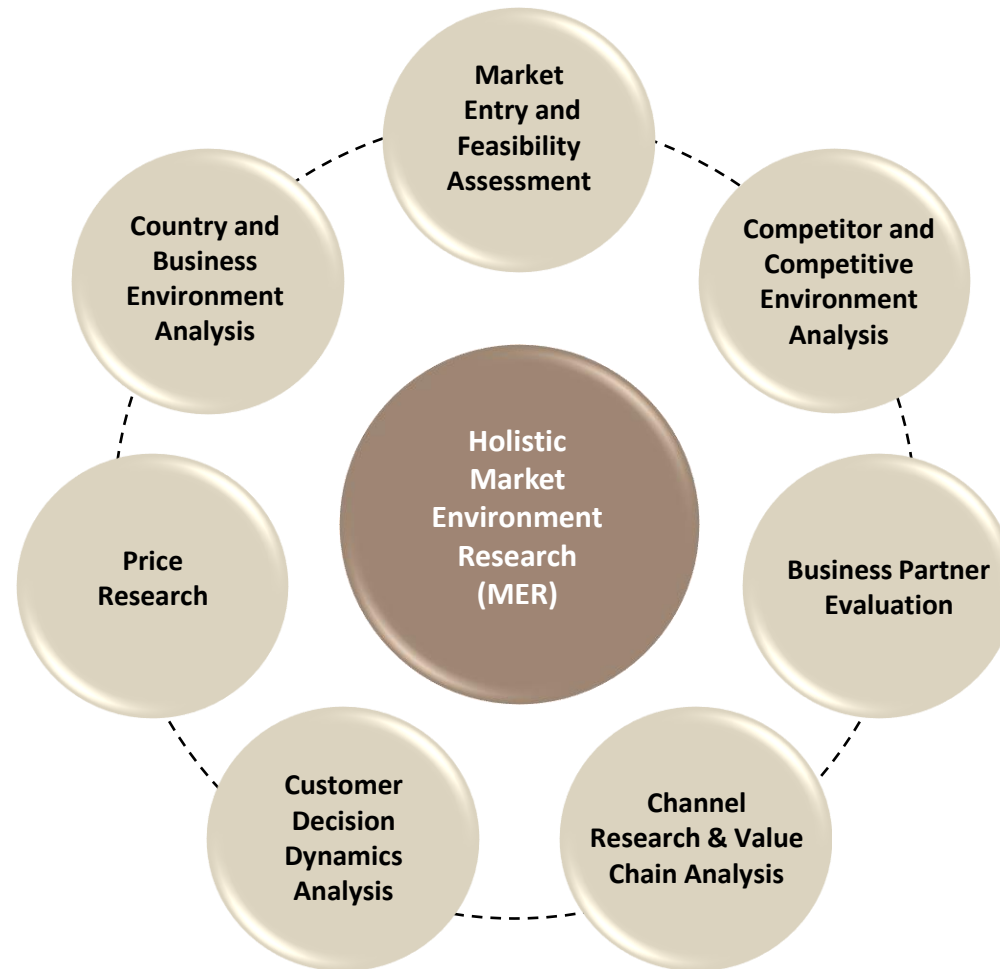 Market
Entry and
Feasibility
Assessment
Competitor and
Competitive
Environment
Analysis
Business Partner
Evaluation
Channel
Research & Value
Chain Analysis
Customer
Decision
Dynamics
Analysis
Price
Research
Country and
Business
Environment
Analysis
Holistic
Market
Environment
Research
(MER)